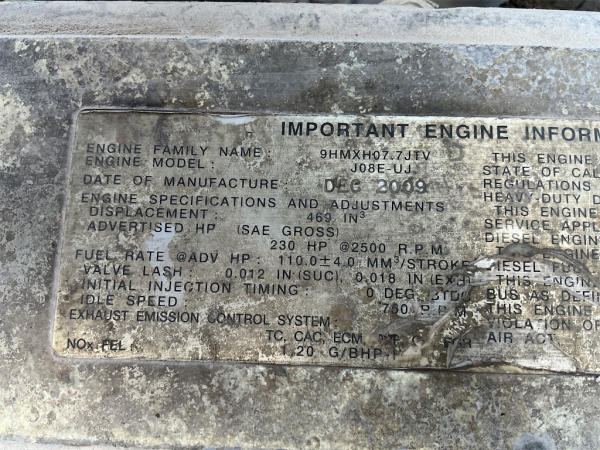 IMPORTANT ENGINE INFORM
ENGINE FAMILY NAME : 9HMXH07.7JTV
ENGINE MODEL : J08E-UJ
DATE OF MANUFACTURE : DEC 2009
ENGINE SPECIFICATIONS AND ADJUSTMENTS
DISPLACEMENT : 469 IN³
ADVERTISED HP (SAE GROSS)
230 HP @2500 R.P.M
FUEL RATE @ADV HP : 110.0±4.0 MM³/STROKE
VALVE LASH : 0.012 IN (SUC), 0.018 IN (EXH)
INITIAL INJECTION TIMING : 0 DEG. BTDC
IDLE SPEED : 750 R.P.M
EXHAUST EMISSION CONTROL SYSTEM :
TC, CAC, ECM,
NOx FEL : 1.20 G/BHP
THIS ENGINE
STATE OF CAL
REGULATIONS
HEAVY-DUTY D
THIS ENGINE
SERVICE APPL
DIESEL ENGIN
THIS ENGINE
DIESEL FUE
BUS AS DEFI
THIS ENGINE
VIOLATION OF
AIR ACT.